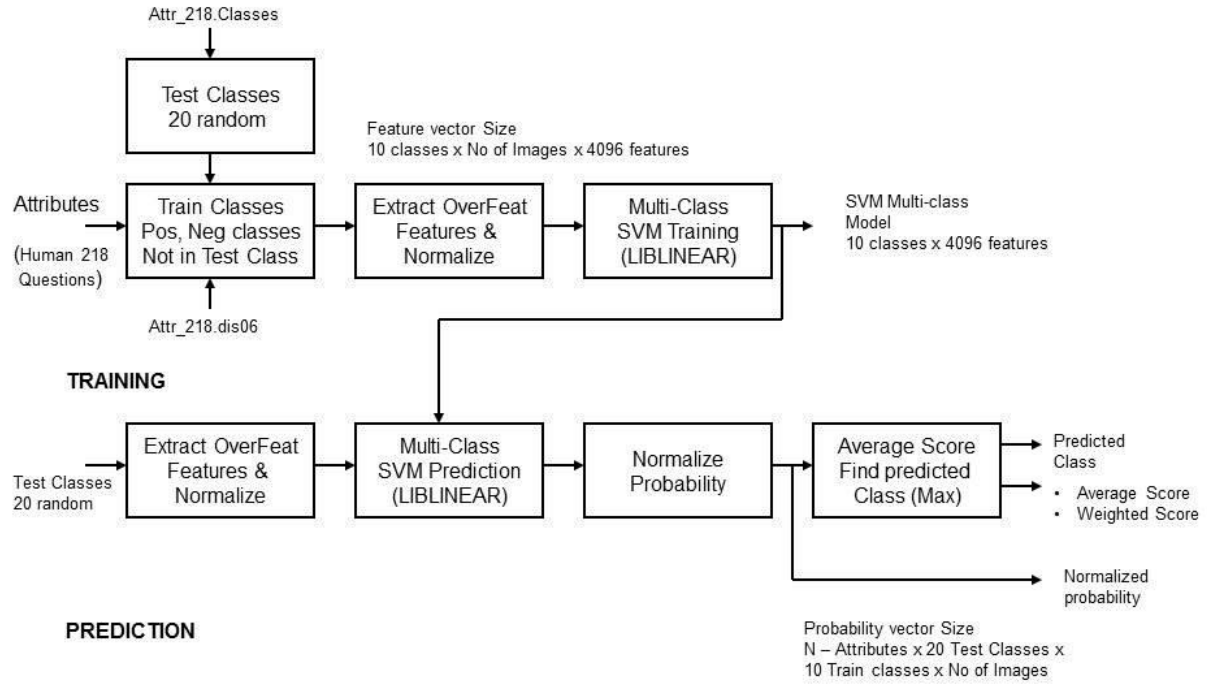 Attr_218.Classes
Test Classes
20 random
Feature vector Size
10 classes x No of Images x 4096 features
Attributes
(Human 218
Questions)
Train Classes
Pos, Neg classes
Not in Test Class
Extract OverFeat
Features &
Normalize
Multi-Class
SVM Training
(LIBLINEAR)
SVM Multi-class
Model
10 classes x 4096 features
Attr_218.dis06
TRAINING
Test Classes
20 random
Extract OverFeat
Features &
Normalize
Multi-Class
SVM Prediction
(LIBLINEAR)
Normalize
Probability
Average Score
Find predicted
Class (Max)
Predicted
Class
• Average Score
• Weighted Score
Normalized
probability
PREDICTION
Probability vector Size
N – Attributes x 20 Test Classes x
10 Train classes x No of Images